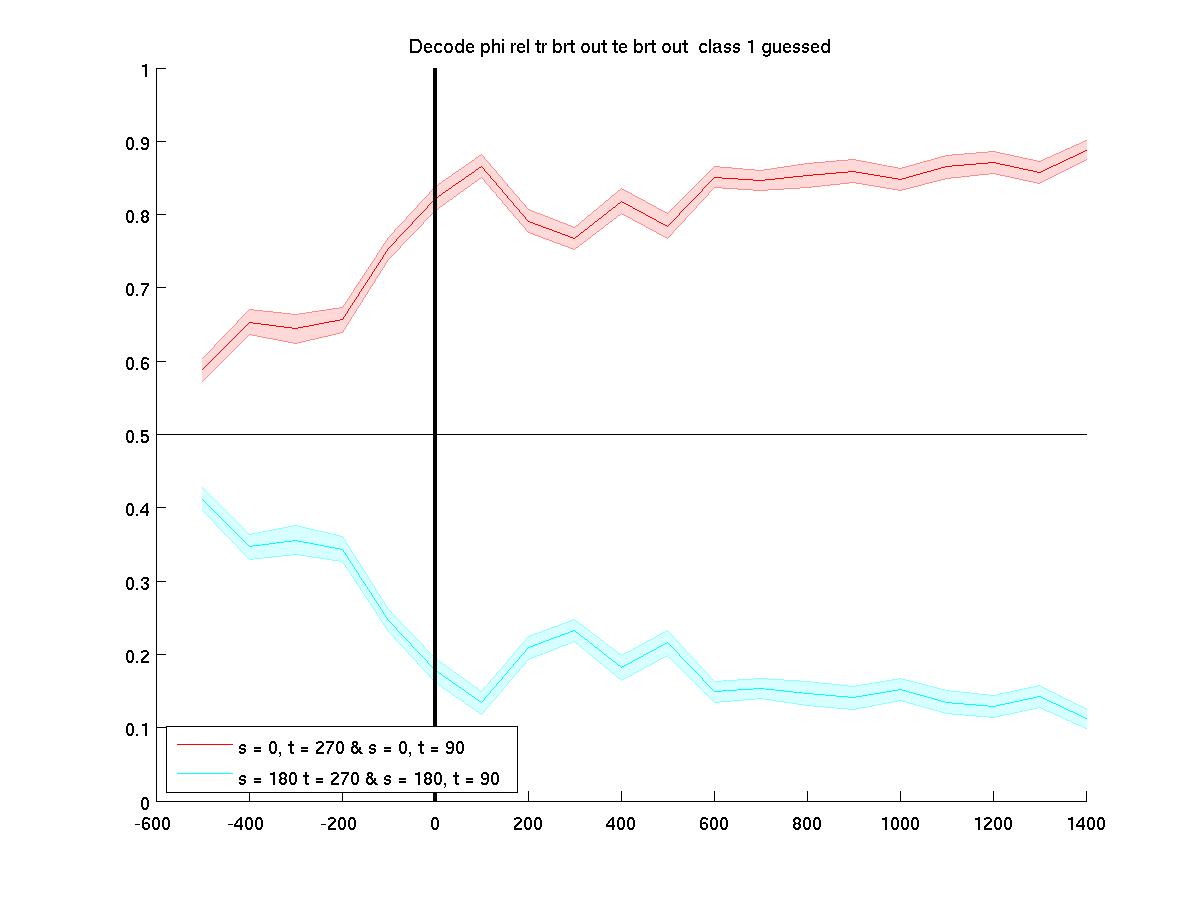 Decode phi rel tr brt out te brt out  class 1 guessed
1
0.9
0.8
0.7
0.6
0.5
0.4
0.3
0.2
0.1
0
s = 0, t = 270 & s = 0, t = 90
s = 180 t = 270 & s = 180, t = 90
-600 -400 -200 0 200 400 600 800 1000 1200 1400